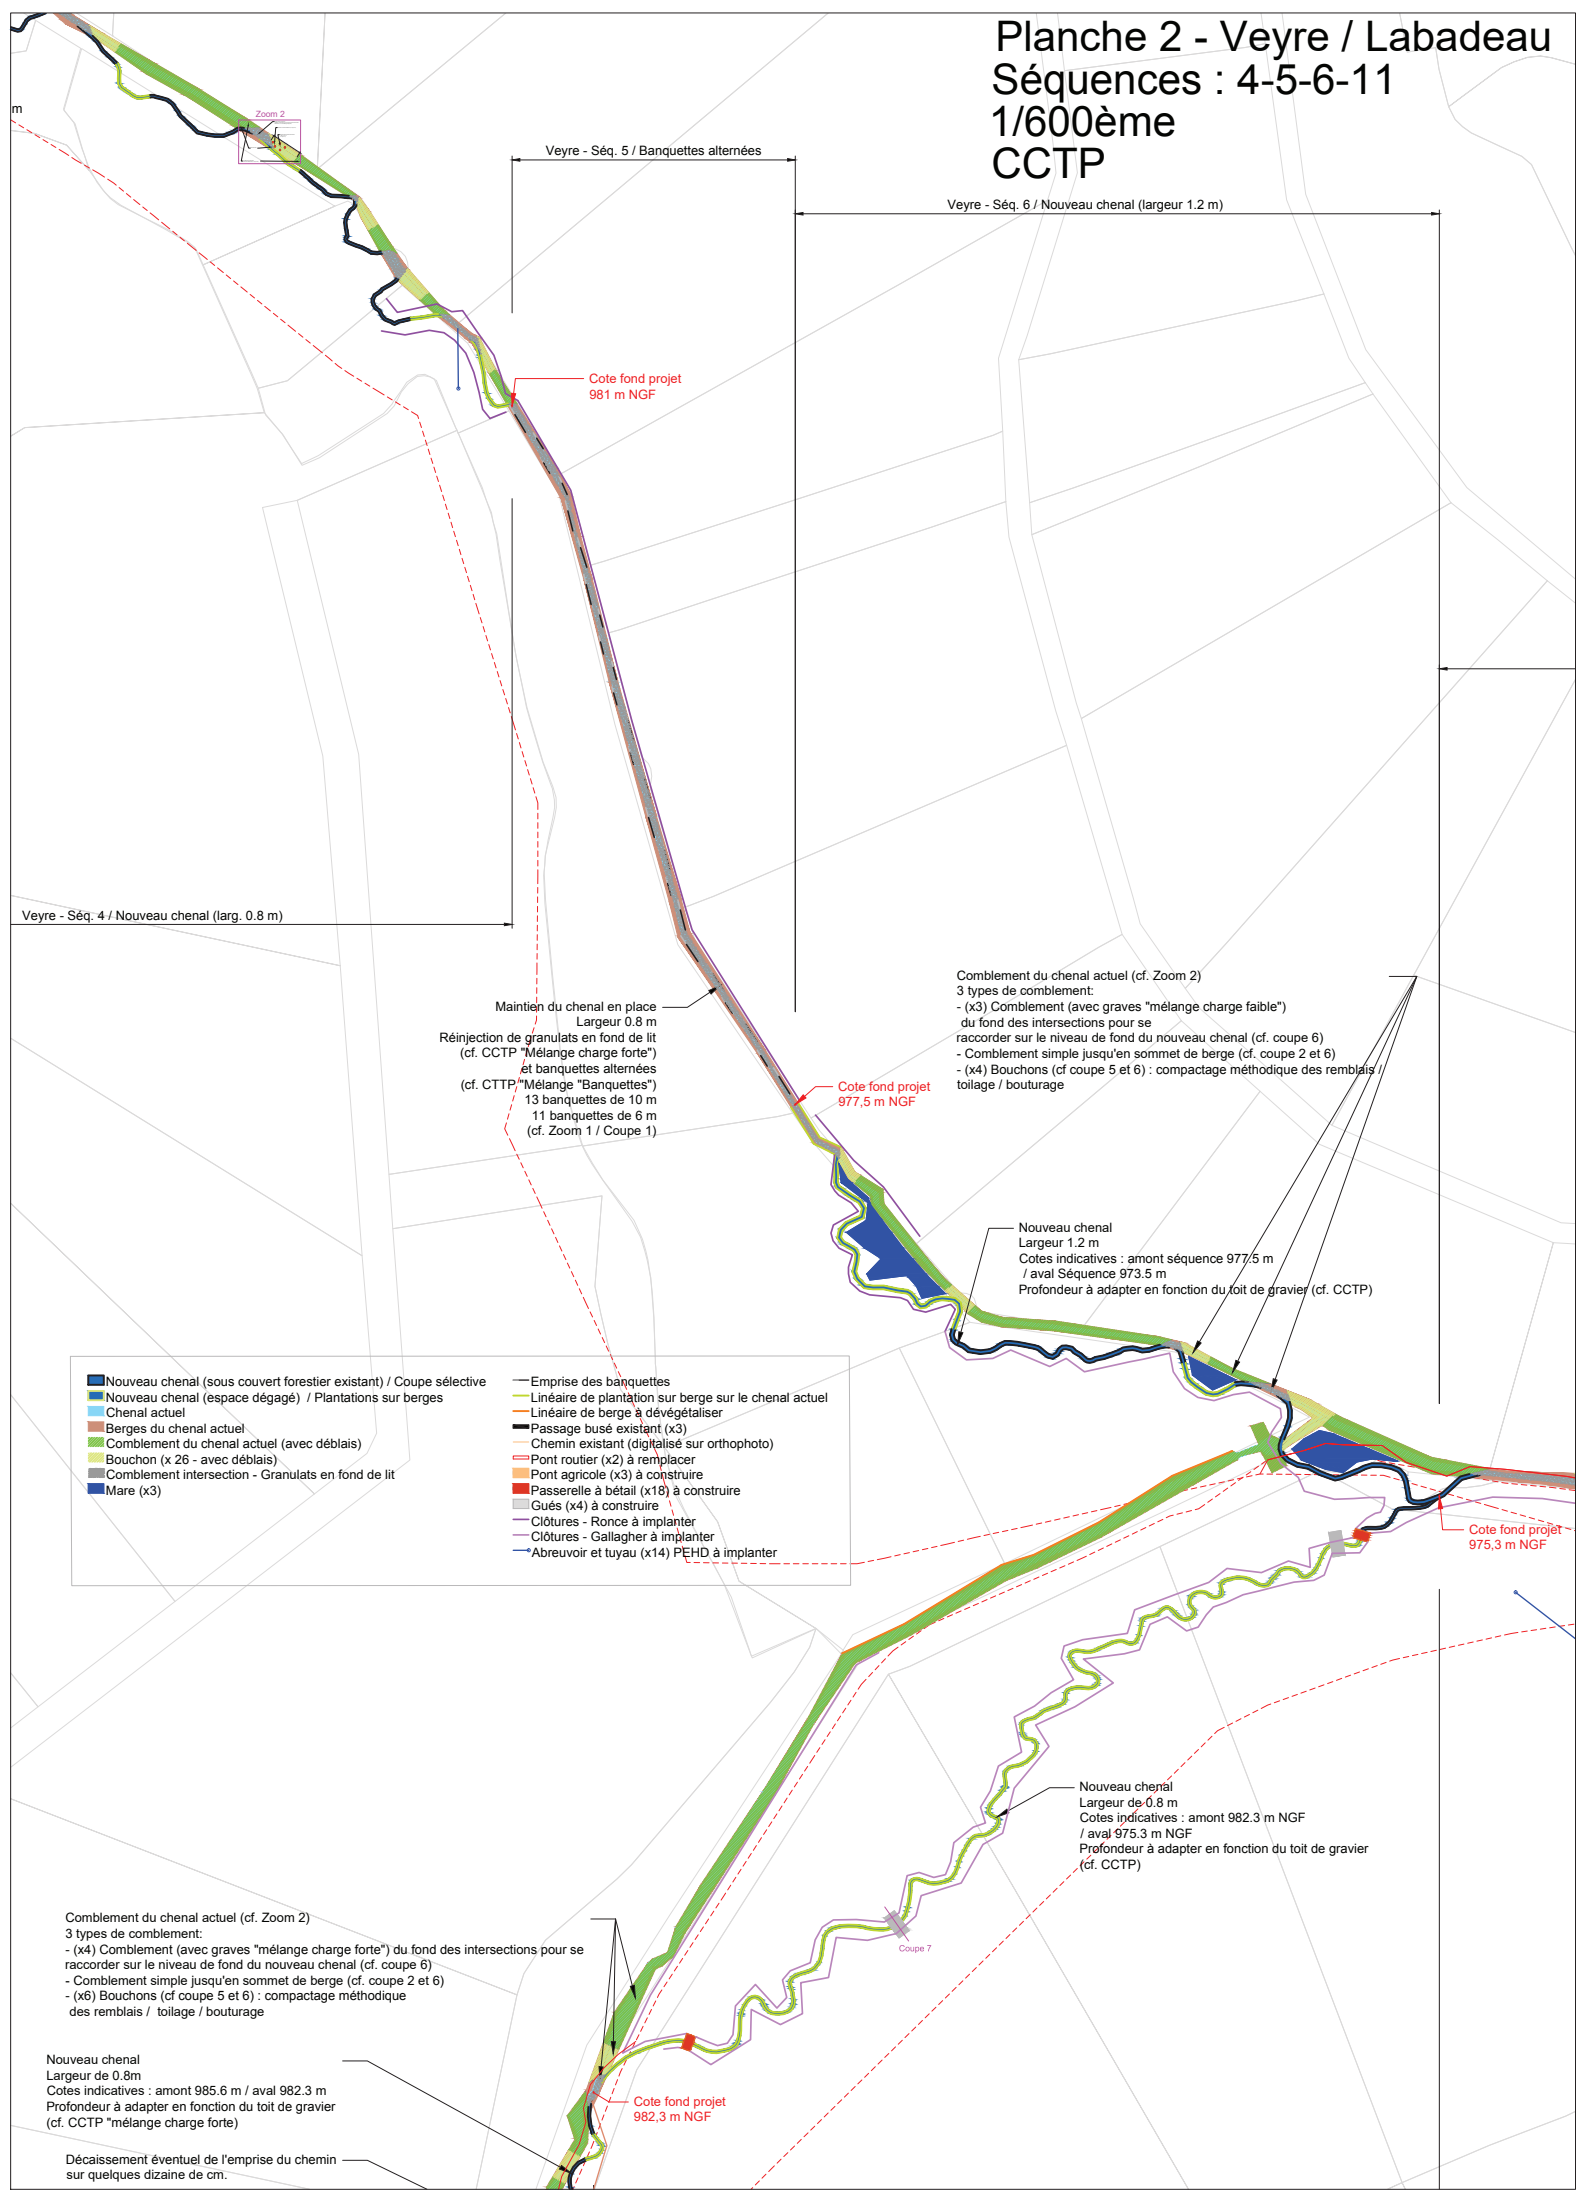 Planche 2 - Veyre / Labadeau
Séquences : 4-5-6-11
1/600ème
CCTP
m
Zoom 2
Veyre - Séq. 5 / Banquettes alternées
Veyre - Séq. 6 / Nouveau chenal (largeur 1.2 m)
Cote fond projet
981 m NGF
Veyre - Séq. 4 / Nouveau chenal (larg. 0.8 m)
Maintien du chenal en place
Largeur 0.8 m
Réinjection de granulats en fond de lit
(cf. CCTP "Mélange charge forte")
et banquettes alternées
(cf. CTTP "Mélange "Banquettes")
13 banquettes de 10 m
11 banquettes de 6 m
(cf. Zoom 1 / Coupe 1)
Comblement du chenal actuel (cf. Zoom 2)
3 types de comblement:
- (x3) Comblement (avec graves "mélange charge faible")
du fond des intersections pour se
raccorder sur le niveau de fond du nouveau chenal (cf. coupe 6)
- Comblement simple jusqu'en sommet de berge (cf. coupe 2 et 6)
- (x4) Bouchons (cf coupe 5 et 6) : compactage méthodique des remblais /
toilage / bouturage
Cote fond projet
977,5 m NGF
Nouveau chenal
Largeur 1.2 m
Cotes indicatives : amont séquence 977.5 m
/ aval Séquence 973.5 m
Profondeur à adapter en fonction du toit de gravier (cf. CCTP)
Nouveau chenal (sous couvert forestier existant) / Coupe sélective
Nouveau chenal (espace dégagé) / Plantations sur berges
Chenal actuel
Berges du chenal actuel
Comblement du chenal actuel (avec déblais)
Bouchon (x 26 - avec déblais)
Comblement intersection - Granulats en fond de lit
Mare (x3)
Emprise des banquettes
Linéaire de plantation sur berge sur le chenal actuel
Linéaire de berge à dévégétaliser
Passage busé existant (x3)
Chemin existant (digitalisé sur orthophoto)
Pont routier (x2) à remplacer
Pont agricole (x3) à construire
Passerelle à bétail (x18) à construire
Gués (x4) à construire
Clôtures - Ronce à implanter
Clôtures - Gallagher à implanter
Abreuvoir et tuyau (x14) PEHD à implanter
Cote fond projet
975,3 m NGF
Nouveau chenal
Largeur de 0.8 m
Cotes indicatives : amont 982.3 m NGF
/ aval 975.3 m NGF
Profondeur à adapter en fonction du toit de gravier
(cf. CCTP)
Coupe 7
Comblement du chenal actuel (cf. Zoom 2)
3 types de comblement:
- (x4) Comblement (avec graves "mélange charge forte") du fond des intersections pour se
raccorder sur le niveau de fond du nouveau chenal (cf. coupe 6)
- Comblement simple jusqu'en sommet de berge (cf. coupe 2 et 6)
- (x6) Bouchons (cf coupe 5 et 6) : compactage méthodique
des remblais / toilage / bouturage
Nouveau chenal
Largeur de 0.8m
Cotes indicatives : amont 985.6 m / aval 982.3 m
Profondeur à adapter en fonction du toit de gravier
(cf. CCTP "mélange charge forte)
Cote fond projet
982,3 m NGF
Décaissement éventuel de l'emprise du chemin
sur quelques dizaine de cm.